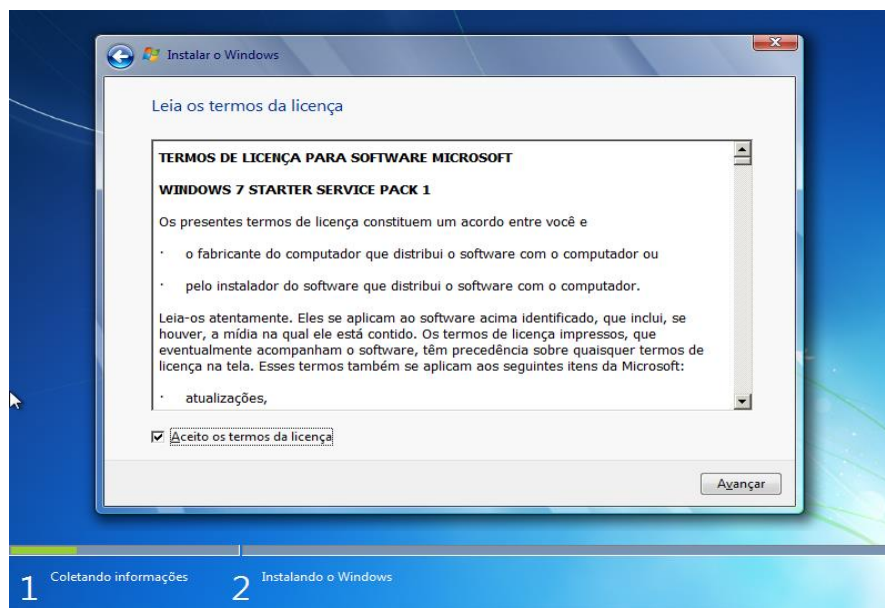 Instalar o Windows
Leia os termos da licença
TERMOS DE LICENÇA PARA SOFTWARE MICROSOFT
WINDOWS 7 STARTER SERVICE PACK 1
Os presentes termos de licença constituem um acordo entre você e
· o fabricante do computador que distribui o software com o computador ou
· pelo instalador do software que distribui o software com o computador.
Leia-os atentamente. Eles se aplicam ao software acima identificado, que inclui, se
houver, a mídia na qual ele está contido. Os termos de licença impressos, que
eventualmente acompanham o software, têm precedência sobre quaisquer termos de
licença na tela. Esses termos também se aplicam aos seguintes itens da Microsoft:
· atualizações,
Aceito os termos da licença
Avançar
1 Coletando informações 2 Instalando o Windows